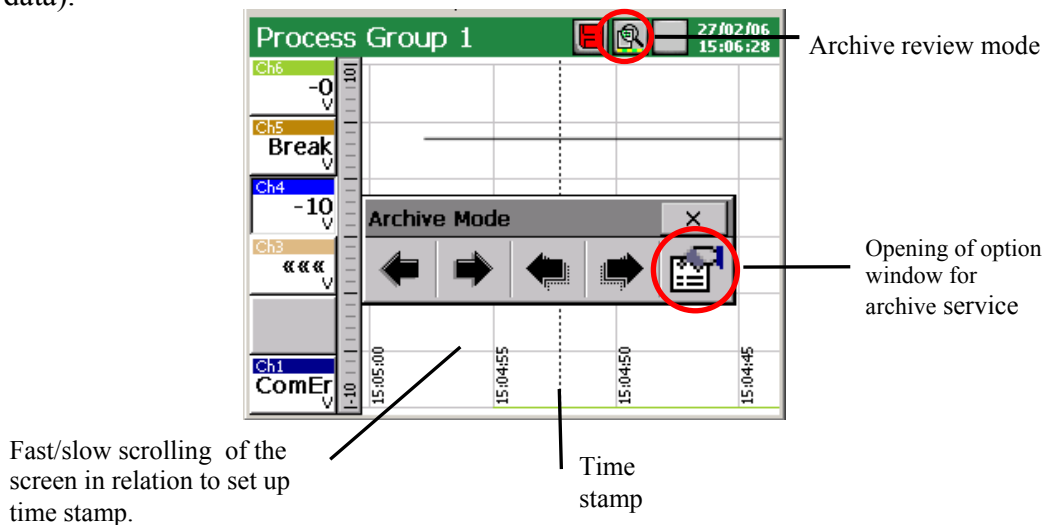 data).
Process Group 1
27/02/06
15:06:28
Archive review mode
Ch6
-0
V
10
Ch5
Break
V
Ch4
-10
V
Archive Mode
Ch3
«««
V
Opening of option
window for
archive service
Ch1
ComEr
V
-10
15:05:00
15:04:55
15:04:50
15:04:45
Fast/slow scrolling of the
screen in relation to set up
time stamp.
Time
stamp